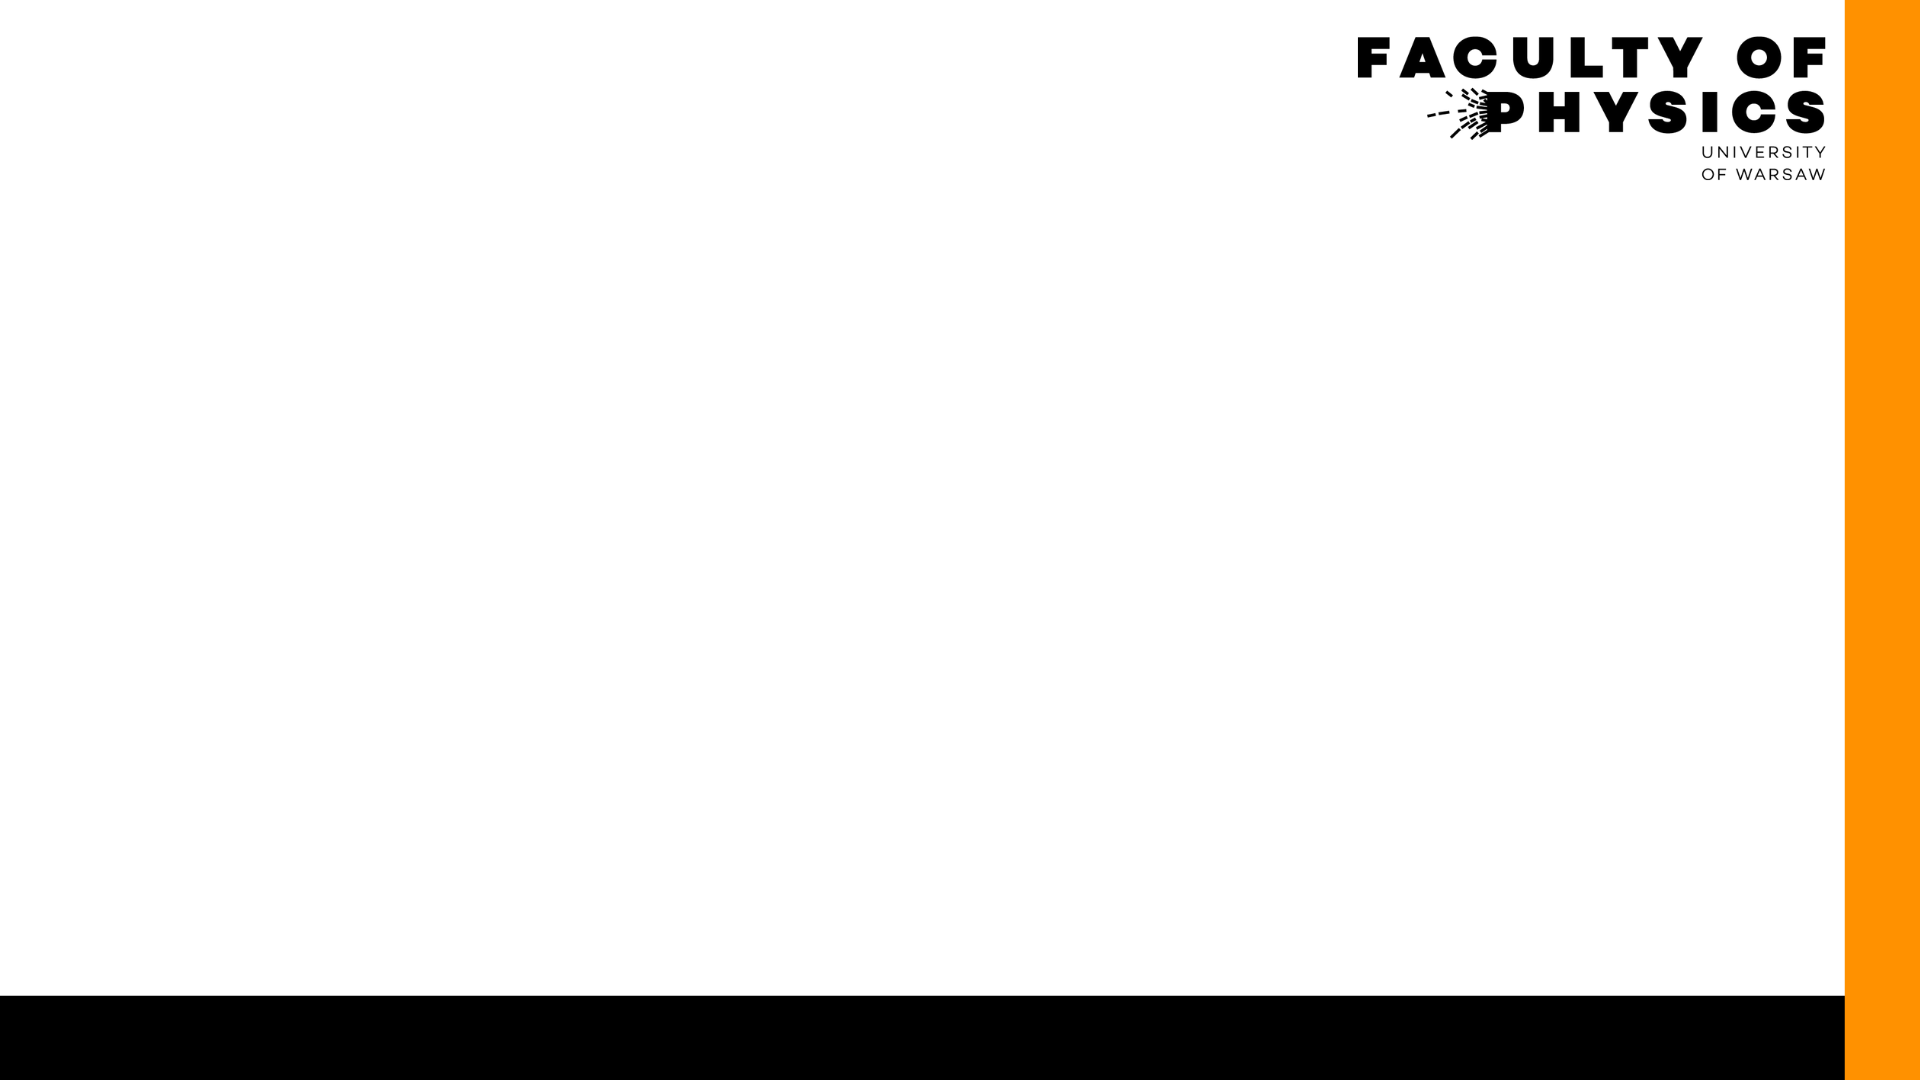 FACULTY OF
PHYSICS
UNIVERSITY
OF WARSAW